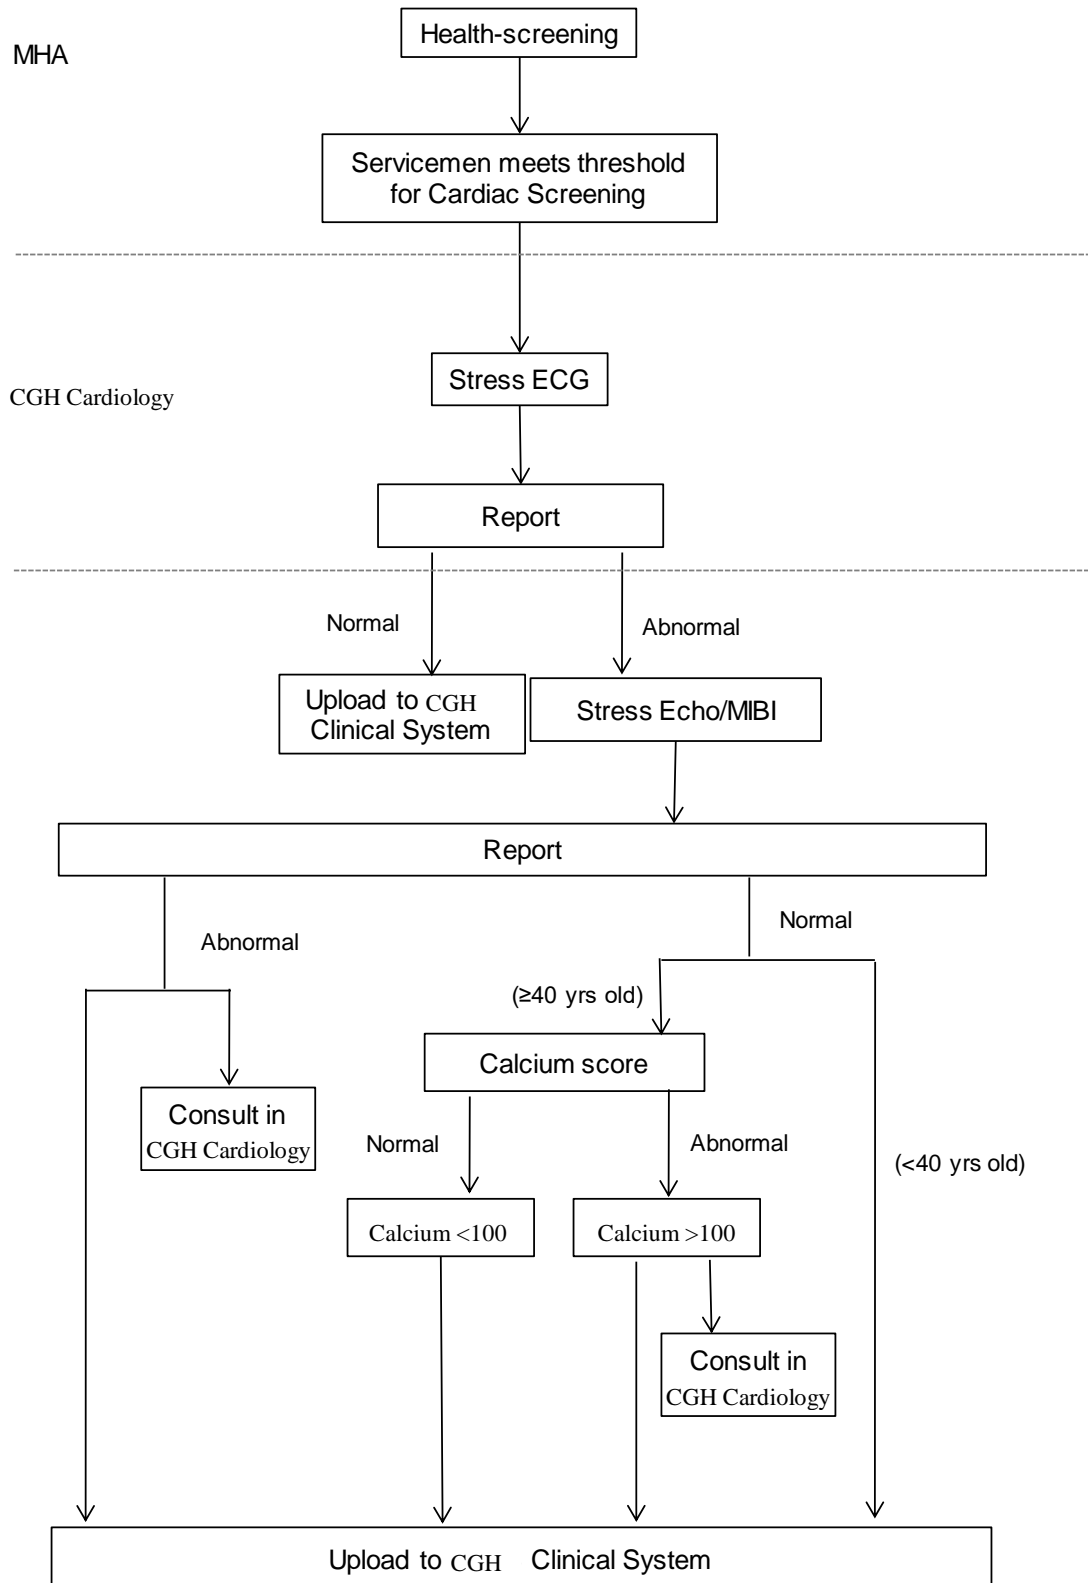 MHA
Health-screening
Servicemen meets threshold
for Cardiac Screening
CGH Cardiology
Stress ECG
Report
Normal
Abnormal
Upload to CGH
Clinical System
Stress Echo/MIBI
Report
Abnormal
Normal
(≥40 yrs old)
Calcium score
Consult in
CGH Cardiology
Normal
Abnormal
(<40 yrs old)
Calcium <100
Calcium >100
Consult in
CGH Cardiology
Upload to CGH Clinical System